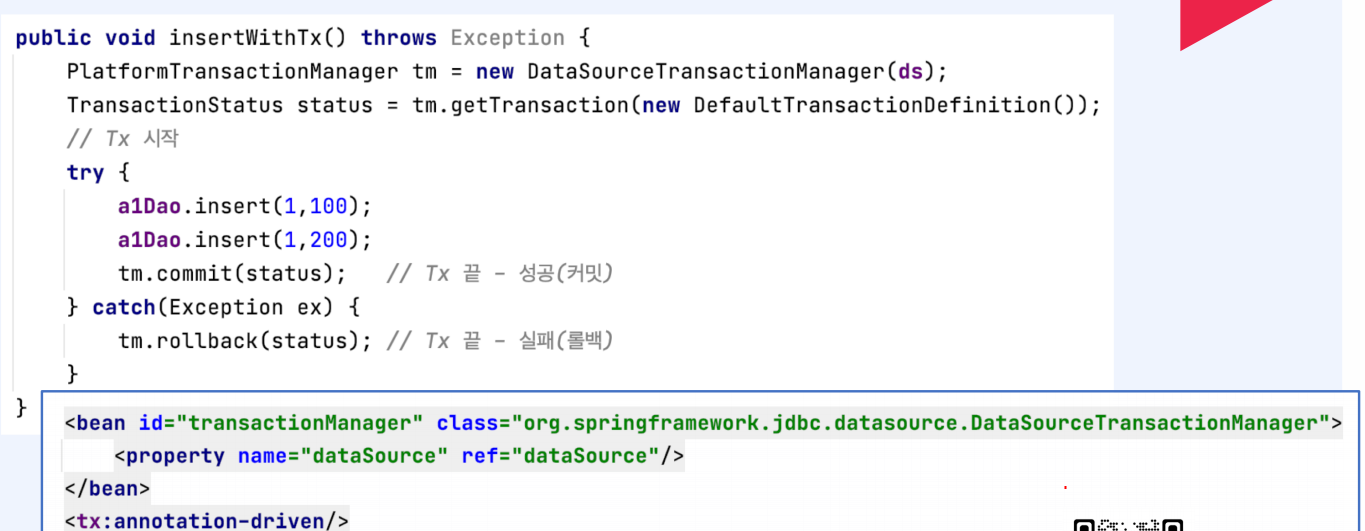 public void insertWithTx() throws Exception {
PlatformTransactionManager tm = new DataSourceTransactionManager(ds);
TransactionStatus status = tm.getTransaction(new DefaultTransactionDefinition());
// Tx 시작
try {
a1Dao.insert(1,100);
a1Dao.insert(1,200);
tm.commit(status); // Tx 끝 - 성공(커밋)
} catch(Exception ex) {
tm.rollback(status); // Tx 끝 - 실패(롤백)
}
}
<bean id="transactionManager" class="org.springframework.jdbc.datasource.DataSourceTransactionManager">
<property name="dataSource" ref="dataSource"/>
</bean>
<tx:annotation-driven/>